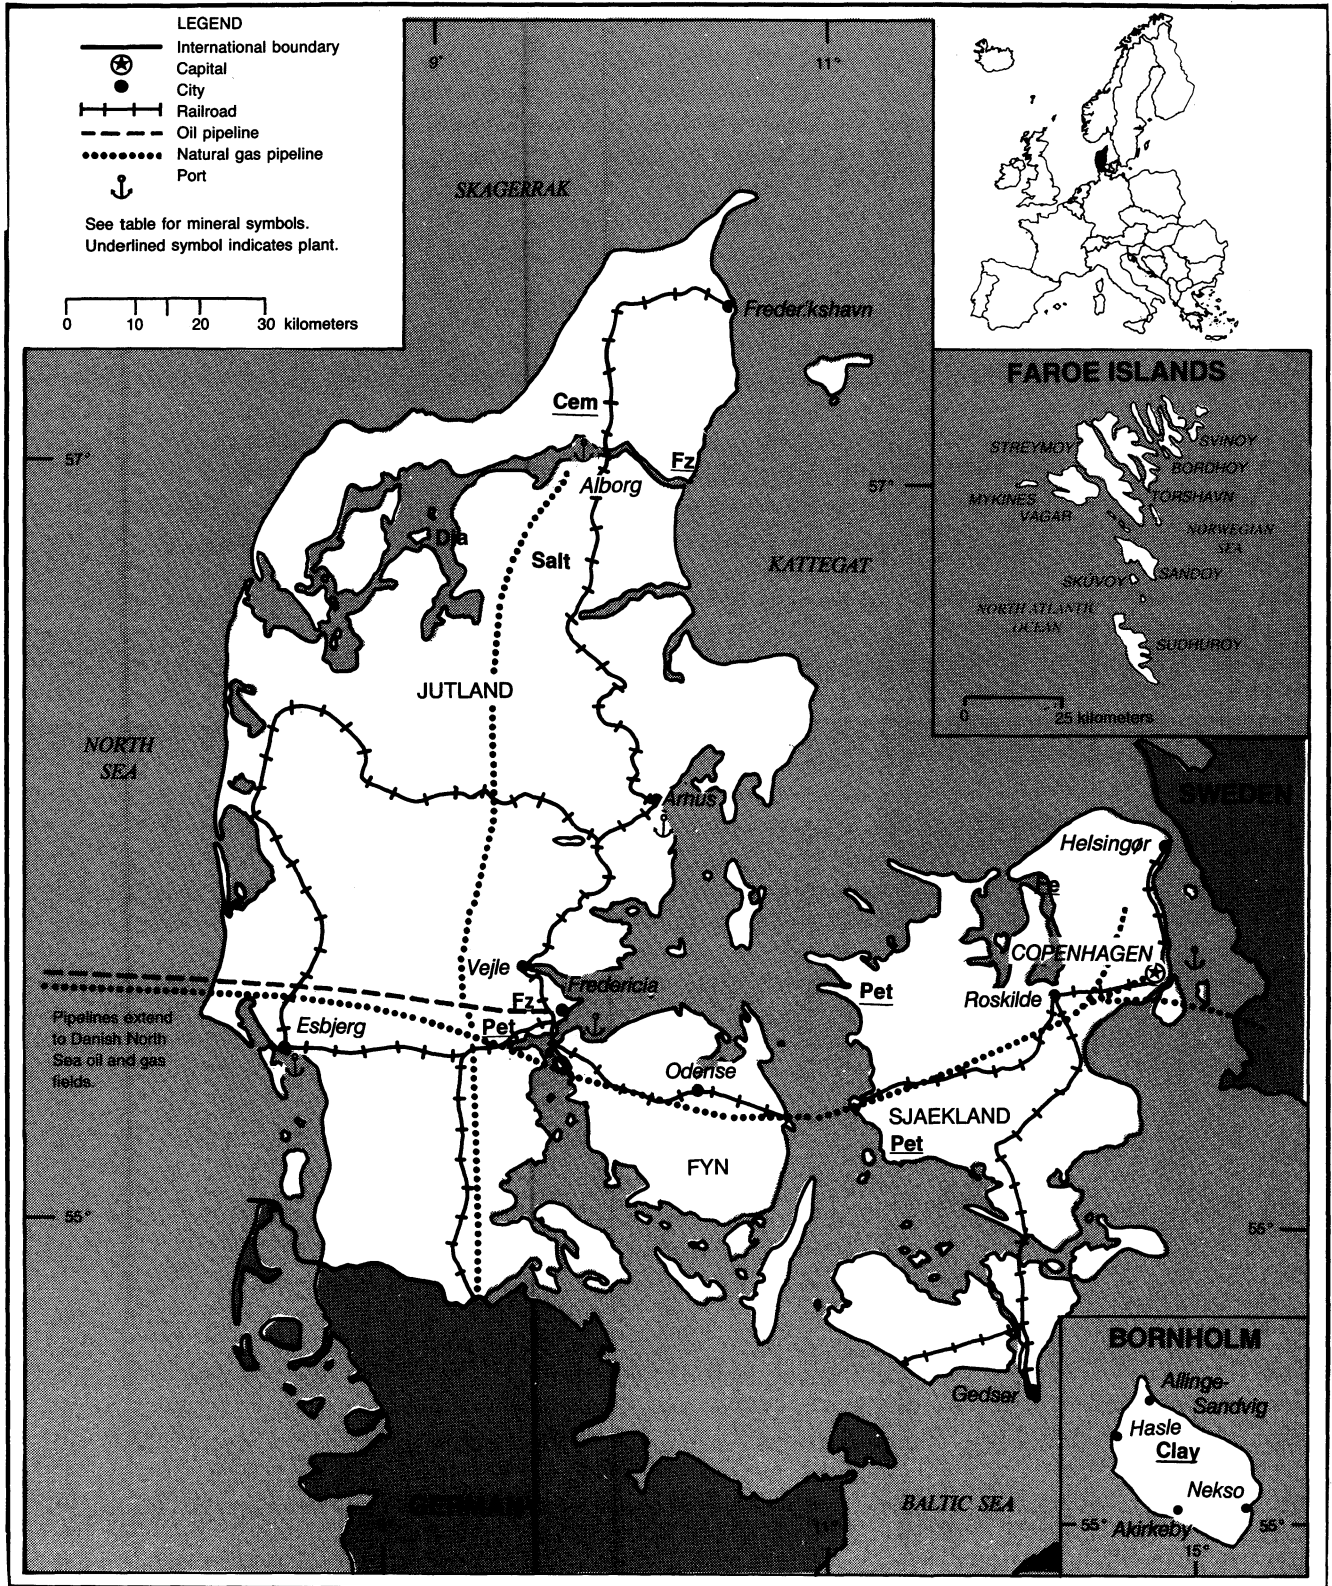 LEGEND
International boundary
Capital
City
Railroad
Oil pipeline
Natural gas pipeline
Port
See table for mineral symbols.
Underlined symbol indicates plant.
0 10 20 30 kilometers
9°
11°
SKAGERRAK
Frederikshavn
Cem
57°
Fz
Alborg
57°
Dia
Salt
KATTEGAT
JUTLAND
NORTH
SEA
Arhus
SWEDEN
Helsingør
Fe
COPENHAGEN
Vejle
Fredericia
Fz
Pet
Pet
Roskilde
Pipelines extend
to Danish North
Sea oil and gas
fields.
Esbjerg
Odense
SJAEKLAND
Pet
FYN
55°
55°
Gedser
GERMANY
11°
BALTIC SEA
FAROE ISLANDS
STREYMOY
SVINOY
BORDHOY
MYKINES
TORSHAVN
VAGAR
NORWEGIAN
SEA
SANDOY
SKUVOY
NORTH ATLANTIC
OCEAN
SUDHUROY
0 25 kilometers
BORNHOLM
Allinge-
Sandvig
Hasle
Clay
Nekso
55°
Akirkeby
55°
15°